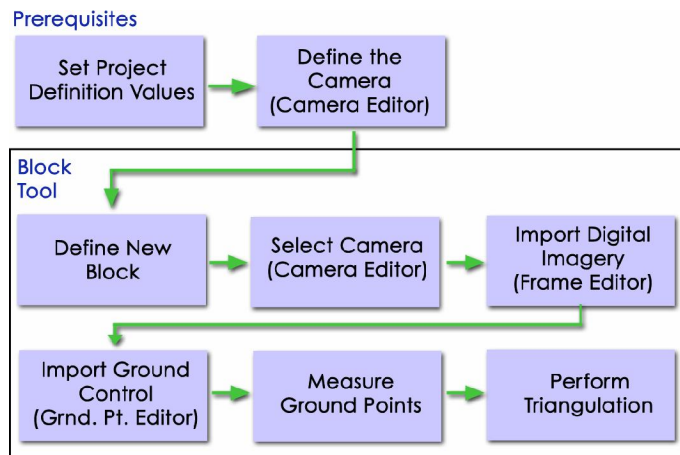 Prerequisites
Set Project
Definition Values
Define the
Camera
(Camera Editor)
Block
Tool
Define New
Block
Select Camera
(Camera Editor)
Import Digital
Imagery
(Frame Editor)
Import Ground
Control
(Grnd. Pt. Editor)
Measure
Ground Points
Perform
Triangulation